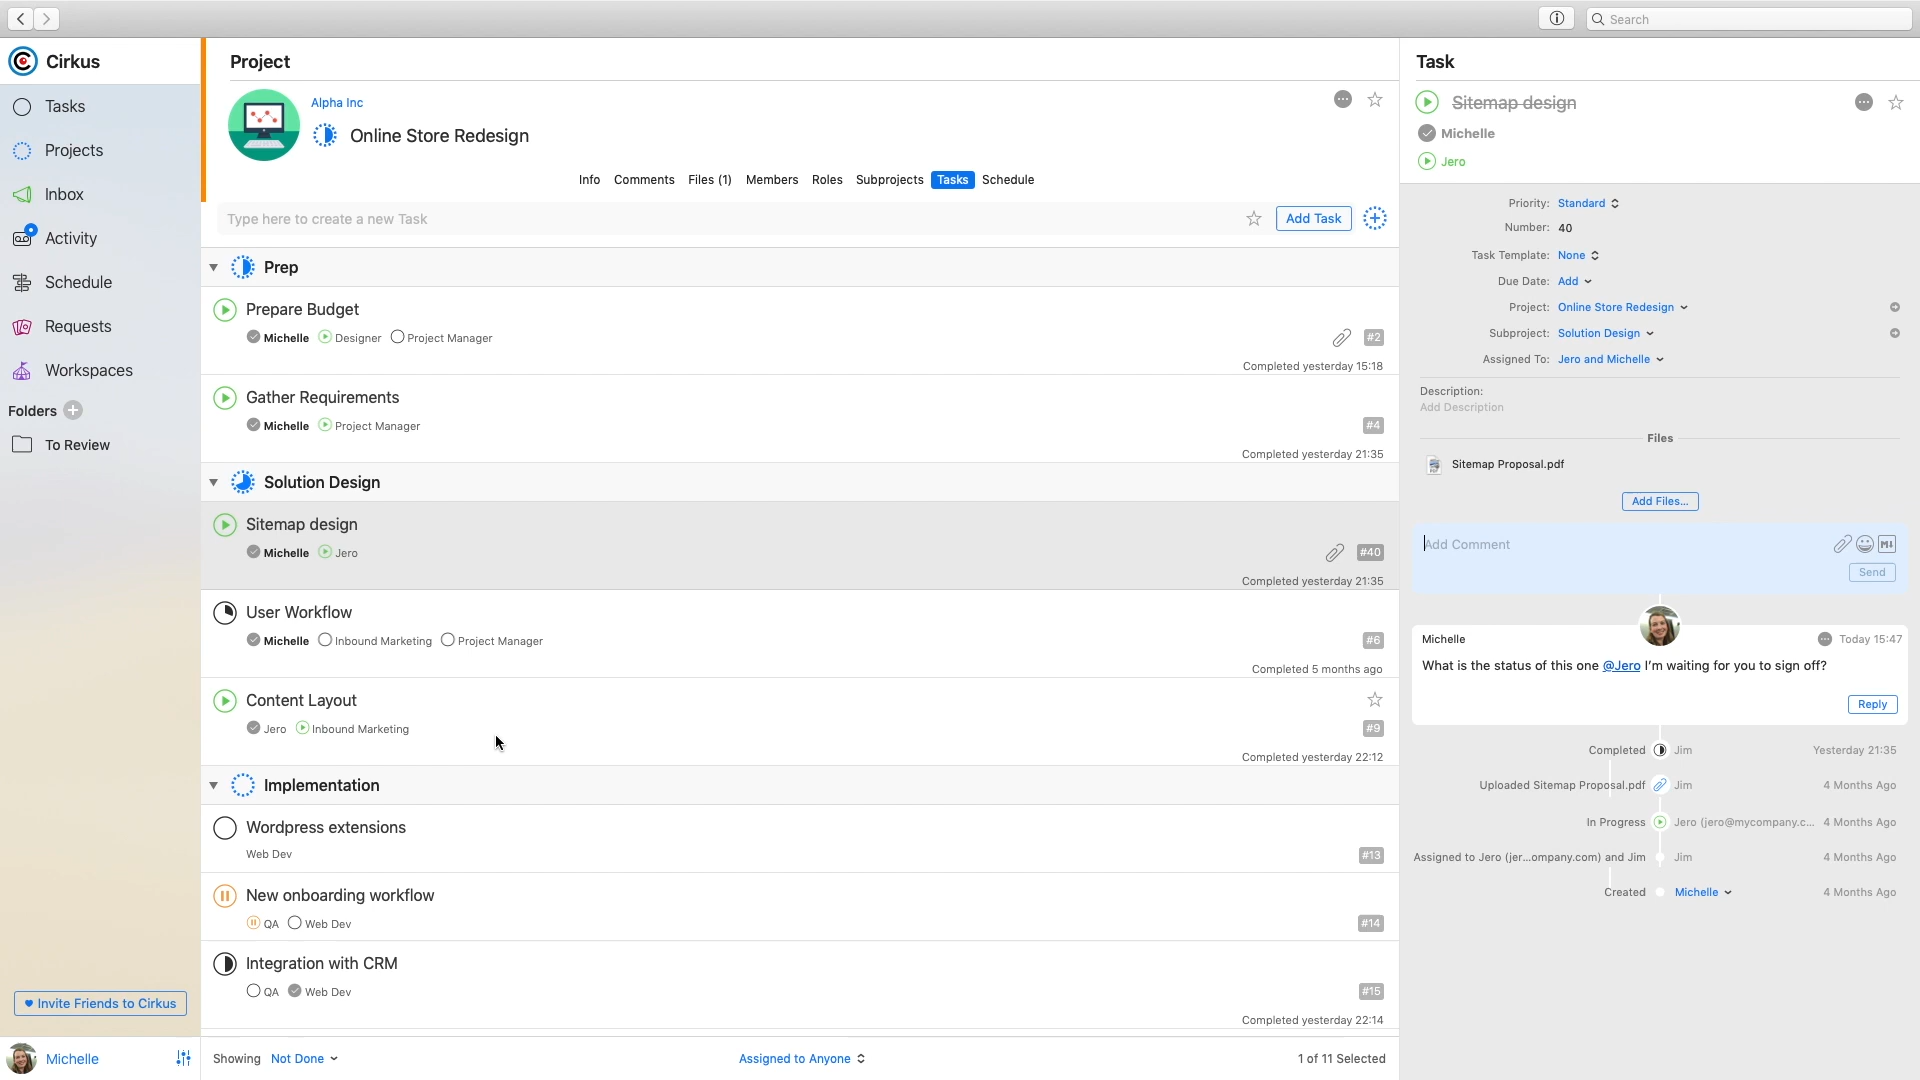 Search
Cirkus
Tasks
Projects
Inbox
Activity
Schedule
Requests
Workspaces
Folders
To Review
Invite Friends to Cirkus
Michelle
Project
Alpha Inc
Online Store Redesign
Info Comments Files (1) Members Roles Subprojects Tasks Schedule
Type here to create a new Task
Add Task
Prep
Prepare Budget
Michelle Designer Project Manager
#2
Completed yesterday 15:18
Gather Requirements
Michelle Project Manager
#4
Completed yesterday 21:35
Solution Design
Sitemap design
Michelle Jero
#40
Completed yesterday 21:35
User Workflow
Michelle Inbound Marketing Project Manager
#6
Completed 5 months ago
Content Layout
Jero Inbound Marketing
#9
Completed yesterday 22:12
Implementation
Wordpress extensions
Web Dev
#13
New onboarding workflow
QA Web Dev
#14
Integration with CRM
QA Web Dev
#15
Completed yesterday 22:14
Showing Not Done
Assigned to Anyone
1 of 11 Selected
Task
Sitemap design
Michelle
Jero
Priority: Standard
Number: 40
Task Template: None
Due Date: Add
Project: Online Store Redesign
Subproject: Solution Design
Assigned To: Jero and Michelle
Description:
Add Description
Files
Sitemap Proposal.pdf
Add Files...
Add Comment
Send
Michelle Today 15:47
What is the status of this one @Jero I'm waiting for you to sign off?
Reply
Completed Jim Yesterday 21:35
Uploaded Sitemap Proposal.pdf Jim 4 Months Ago
In Progress Jero (jero@mycompany.c... 4 Months Ago
Assigned to Jero (jer...ompany.com) and Jim Jim 4 Months Ago
Created Michelle 4 Months Ago